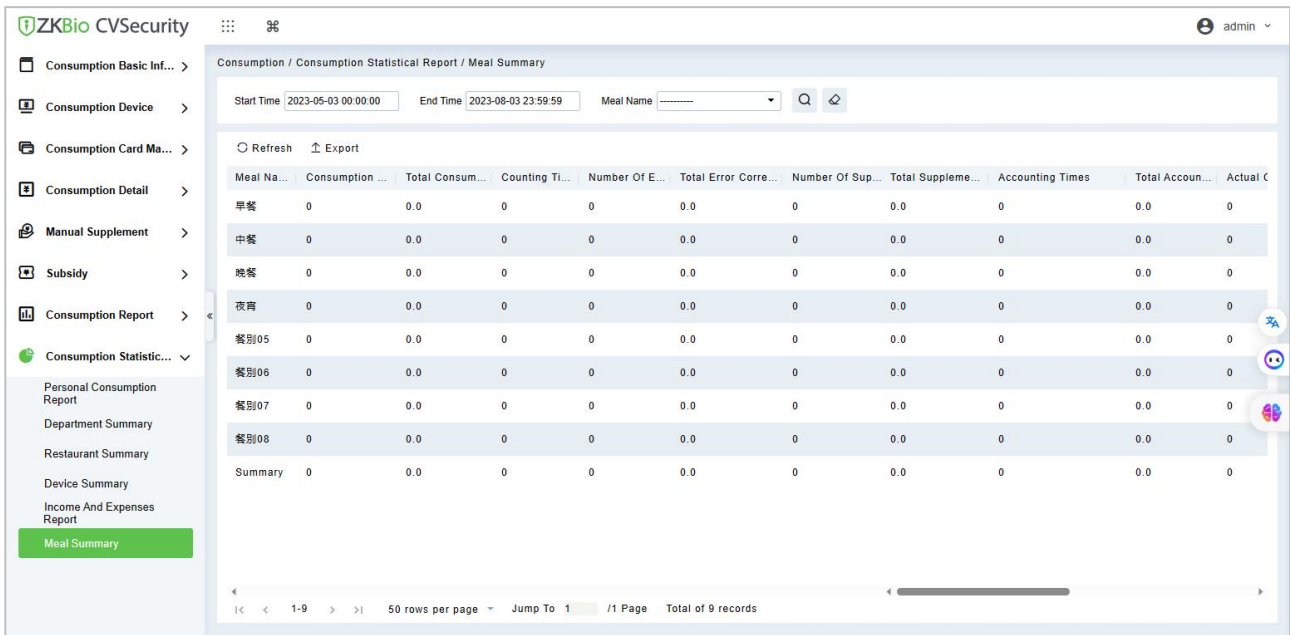 ZKBio CVSecurity
admin
Consumption Basic Inf...
Consumption Device
Consumption Card Ma...
Consumption Detail
Manual Supplement
Subsidy
Consumption Report
Consumption Statistic...
Personal Consumption
Report
Department Summary
Restaurant Summary
Device Summary
Income And Expenses
Report
Meal Summary
Consumption / Consumption Statistical Report / Meal Summary
Start Time 2023-05-03 00:00:00 End Time 2023-08-03 23:59:59 Meal Name ----------
Refresh Export
Meal Na... Consumption ... Total Consum... Counting Ti... Number Of E... Total Error Corre... Number Of Sup... Total Suppleme... Accounting Times Total Accoun... Actual
早餐 0 0.0 0 0 0.0 0 0.0 0 0.0 0
中餐 0 0.0 0 0 0.0 0 0.0 0 0.0 0
晚餐 0 0.0 0 0 0.0 0 0.0 0 0.0 0
夜宵 0 0.0 0 0 0.0 0 0.0 0 0.0 0
餐别05 0 0.0 0 0 0.0 0 0.0 0 0.0 0
餐别06 0 0.0 0 0 0.0 0 0.0 0 0.0 0
餐别07 0 0.0 0 0 0.0 0 0.0 0 0.0 0
餐别08 0 0.0 0 0 0.0 0 0.0 0 0.0 0
Summary 0 0.0 0 0 0.0 0 0.0 0 0.0 0
1-9 50 rows per page Jump To 1 /1 Page Total of 9 records